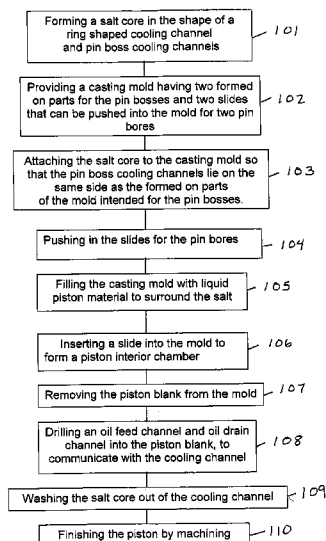 Forming a salt core in the shape of a
ring shaped cooling channel
and pin boss cooling channels
101
Providing a casting mold having two formed
on parts for the pin bosses and two slides
that can be pushed into the mold for two pin
bores
102
Attaching the salt core to the casting mold so
that the pin boss cooling channels lie on the
same side as the formed on parts
of the mold intended for the pin bosses.
103
Pushing in the slides for the pin bores
104
Filling the casting mold with liquid
piston material to surround the salt
105
Inserting a slide into the mold to
form a piston interior chamber
106
Removing the piston blank from the mold
107
Drilling an oil feed channel and oil drain
channel into the piston blank, to
communicate with the cooling channel
108
Washing the salt core out of the cooling channel
109
Finishing the piston by machining
110